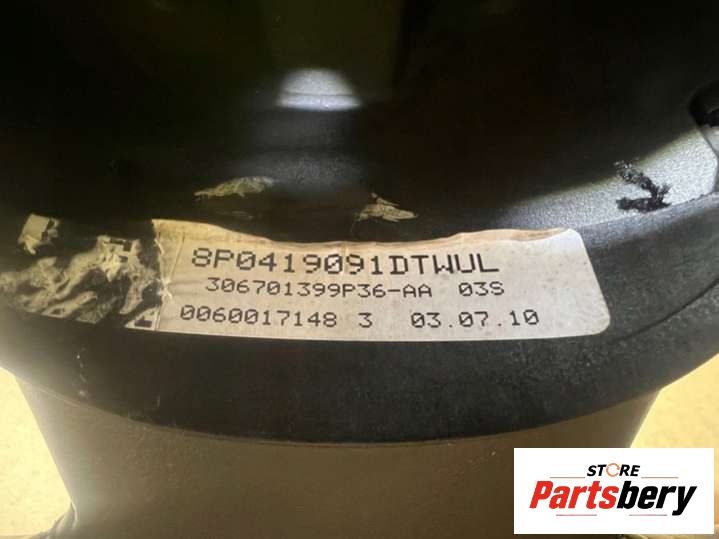 8P0419091DTWUL
306701399P36-AA 03S
0060017148 3 03.07.10
STORE
Partsbery